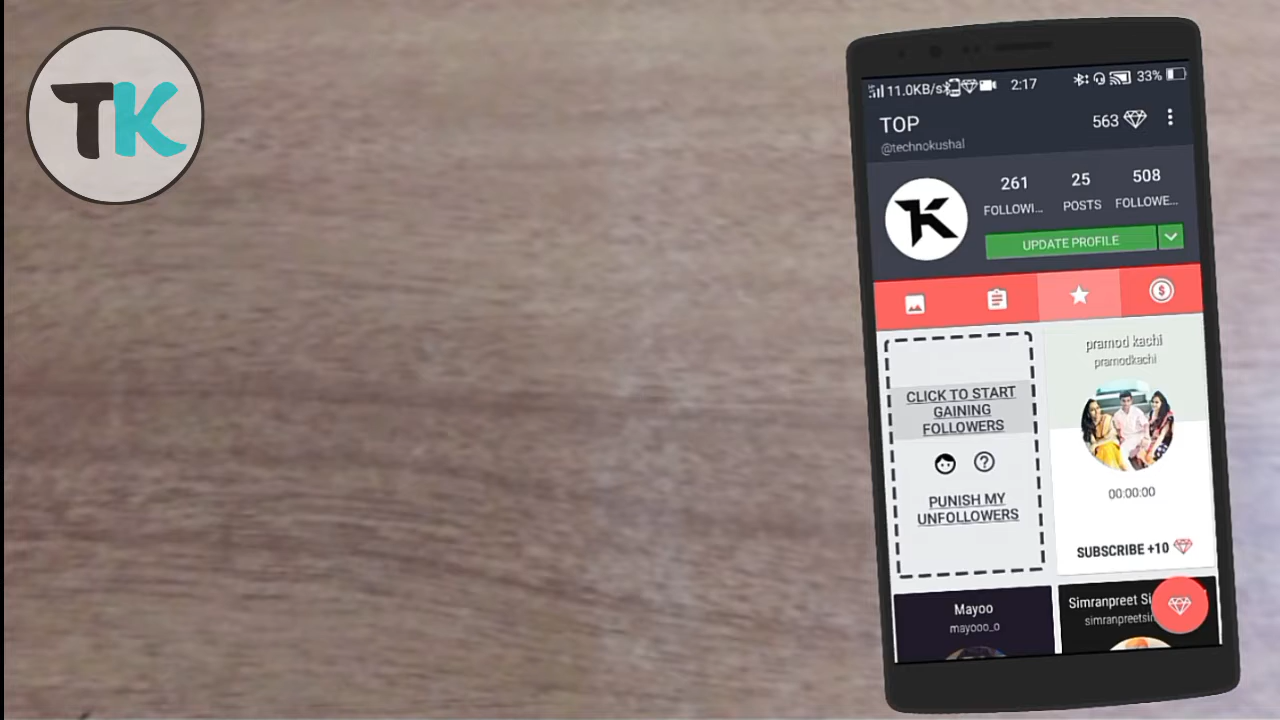 TK
11.0KB/s 2:17 33%
TOP 563
@technokushal
261 25 508
FOLLOWI... POSTS FOLLOWE...
UPDATE PROFILE
CLICK TO START
GAINING
FOLLOWERS
PUNISH MY
UNFOLLOWERS
pramod kachi
pramodkachi
00:00:00
SUBSCRIBE +10
Mayoo
mayooo_o
Simranpreet Si
simranpreetsi